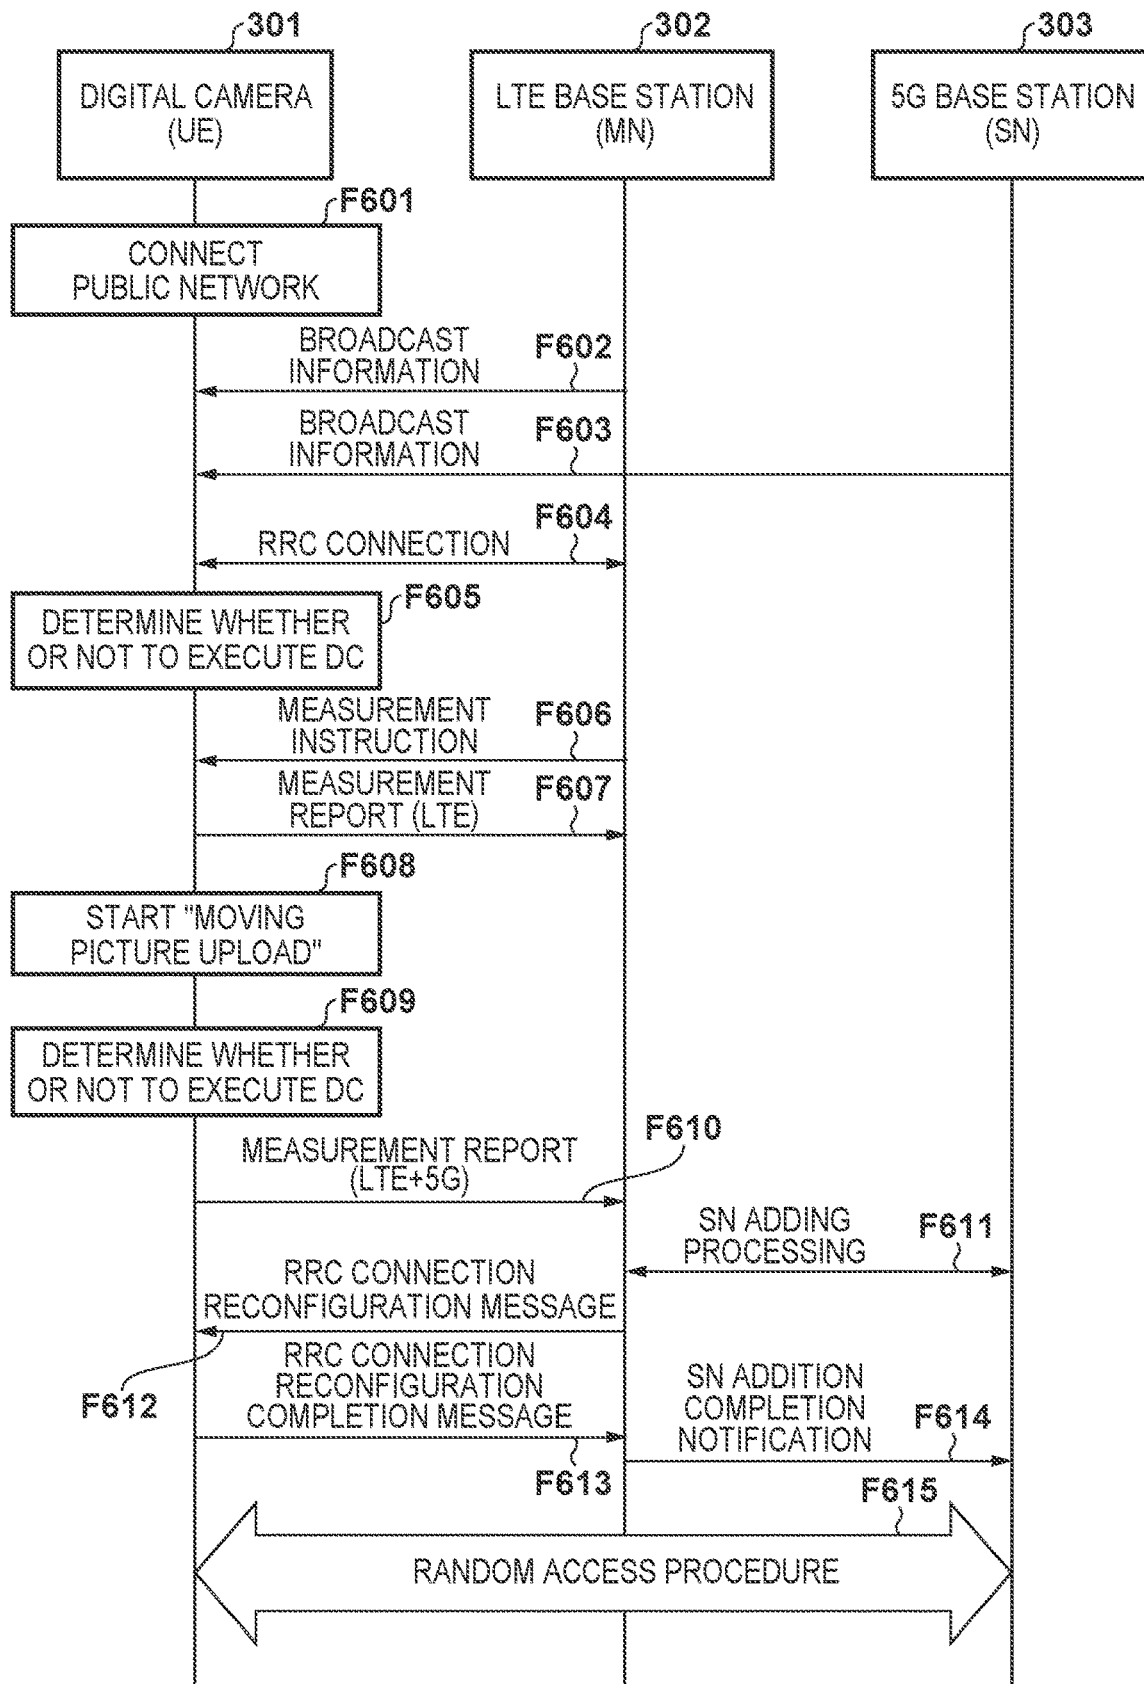 301
302
303
DIGITAL CAMERA
(UE)
LTE BASE STATION
(MN)
5G BASE STATION
(SN)
F601
CONNECT
PUBLIC NETWORK
BROADCAST
INFORMATION
F602
BROADCAST
INFORMATION
F603
RRC CONNECTION
F604
F605
DETERMINE WHETHER
OR NOT TO EXECUTE DC
MEASUREMENT
INSTRUCTION
F606
MEASUREMENT
REPORT (LTE)
F607
F608
START "MOVING
PICTURE UPLOAD"
F609
DETERMINE WHETHER
OR NOT TO EXECUTE DC
MEASUREMENT REPORT
(LTE+5G)
F610
SN ADDING
PROCESSING
F611
RRC CONNECTION
RECONFIGURATION MESSAGE
F612
RRC CONNECTION
RECONFIGURATION
COMPLETION MESSAGE
F613
SN ADDITION
COMPLETION
NOTIFICATION
F614
F615
RANDOM ACCESS PROCEDURE